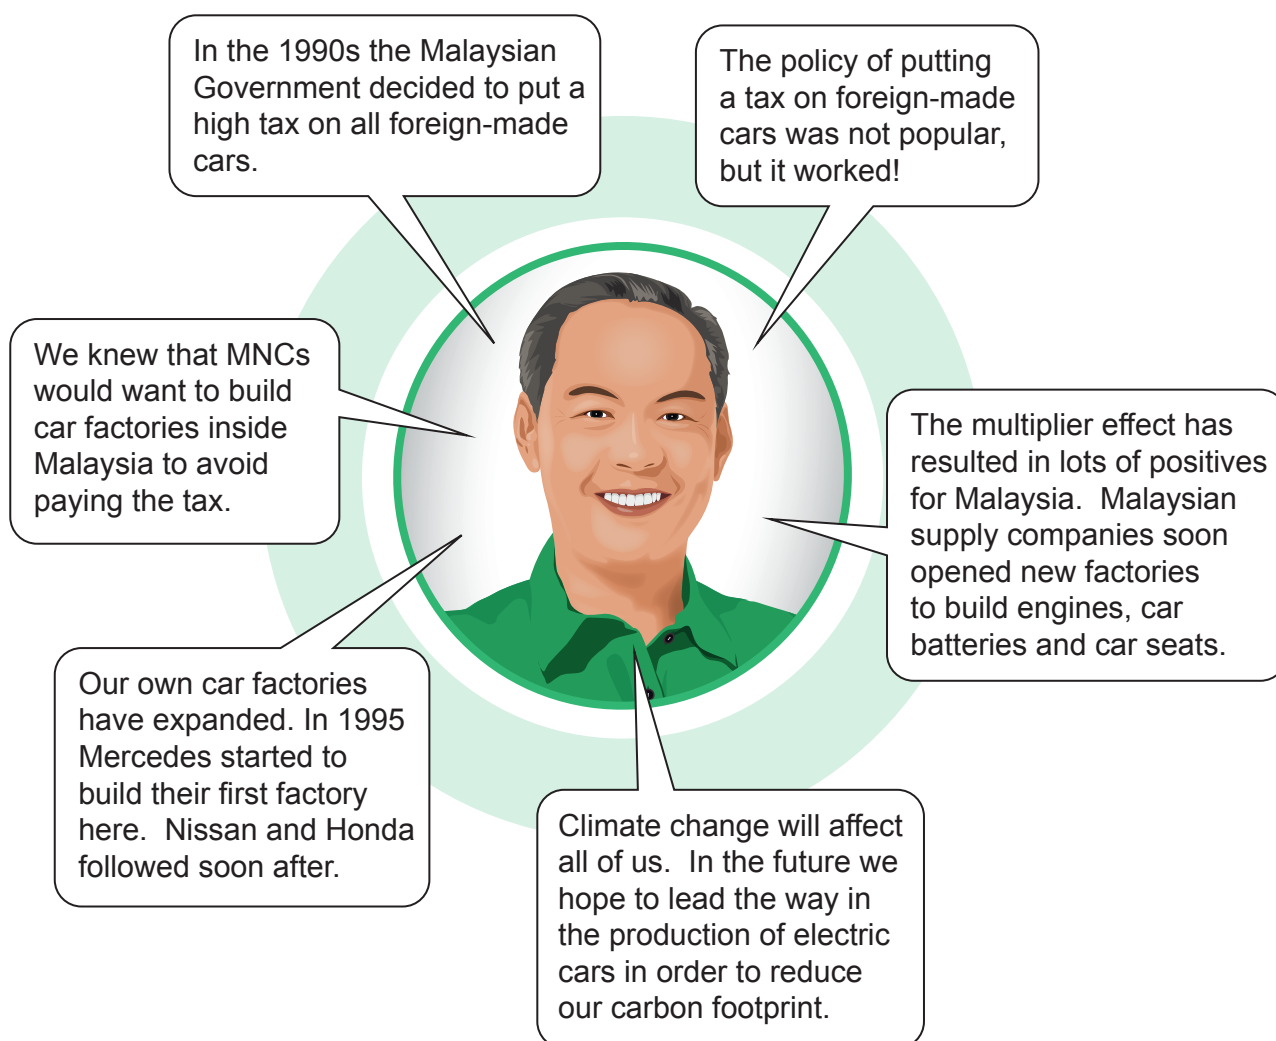 In the 1990s the Malaysian
Government decided to put a
high tax on all foreign-made
cars.
The policy of putting
a tax on foreign-made
cars was not popular,
but it worked!
We knew that MNCs
would want to build
car factories inside
Malaysia to avoid
paying the tax.
The multiplier effect has
resulted in lots of positives
for Malaysia.  Malaysian
supply companies soon
opened new factories
to build engines, car
batteries and car seats.
Our own car factories
have expanded. In 1995
Mercedes started to
build their first factory
here.  Nissan and Honda
followed soon after.
Climate change will affect
all of us.  In the future we
hope to lead the way in
the production of electric
cars in order to reduce
our carbon footprint.